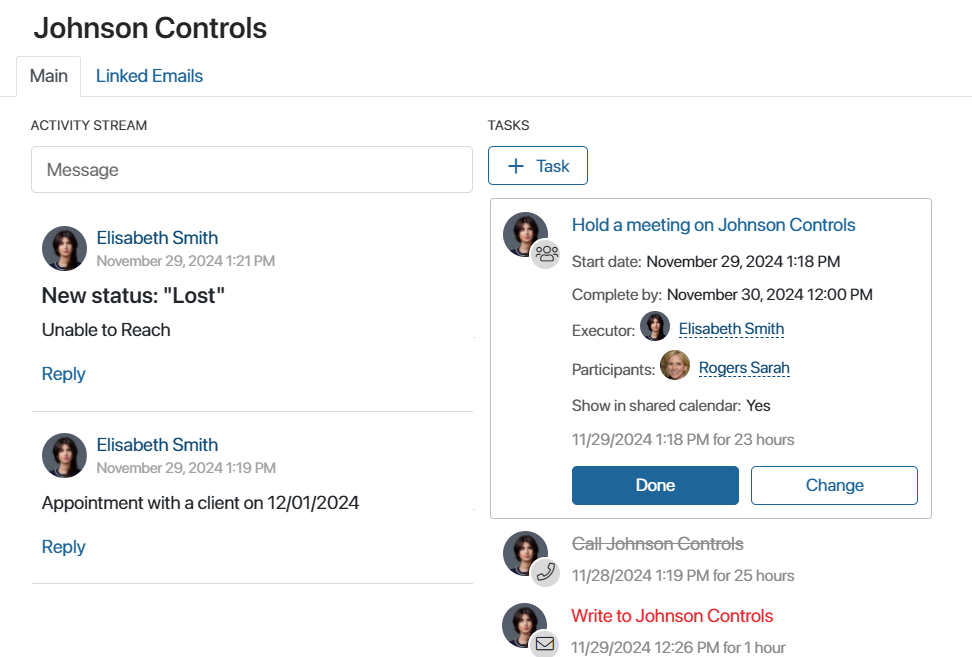 Johnson Controls
Main
Linked Emails
ACTIVITY STREAM
Message
Elisabeth Smith
November 29, 2024 1:21 PM
New status: "Lost"
Unable to Reach
Reply
Elisabeth Smith
November 29, 2024 1:19 PM
Appointment with a client on 12/01/2024
Reply
TASKS
+ Task
Hold a meeting on Johnson Controls
Start date: November 29, 2024 1:18 PM
Complete by: November 30, 2024 12:00 PM
Executor: Elisabeth Smith
Participants: Rogers Sarah
Show in shared calendar: Yes
11/29/2024 1:18 PM for 23 hours
Done
Change
Call Johnson Controls
11/28/2024 1:19 PM for 25 hours
Write to Johnson Controls
11/29/2024 12:26 PM for 1 hour